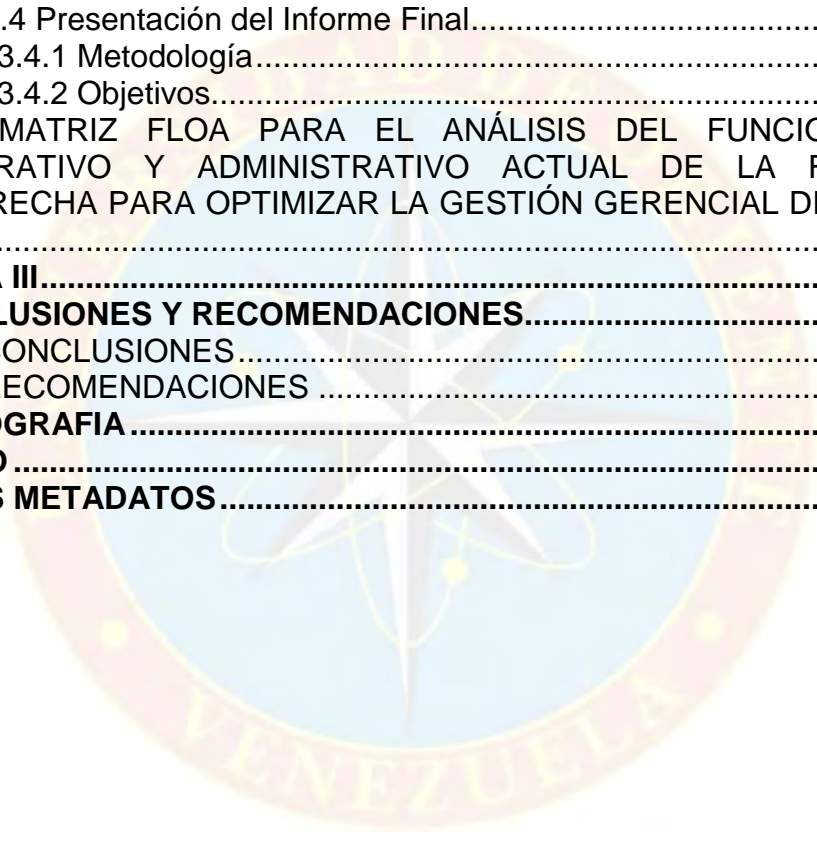 .4 Presentación del Informe Final....................................
3.4.1 Metodología..............................................................
3.4.2 Objetivos...................................................................
MATRIZ FLOA PARA EL ANÁLISIS DEL FUNCIO
RATIVO Y ADMINISTRATIVO ACTUAL DE LA F
RECHA PARA OPTIMIZAR LA GESTIÓN GERENCIAL DE
........................................................................................
A III...................................................................................
LUSIONES Y RECOMENDACIONES..............................
CONCLUSIONES..............................................................
RECOMENDACIONES ....................................................
OGRAFIA.........................................................................
O .......................................................................................
S METADATOS...............................................................
VENEZUELA